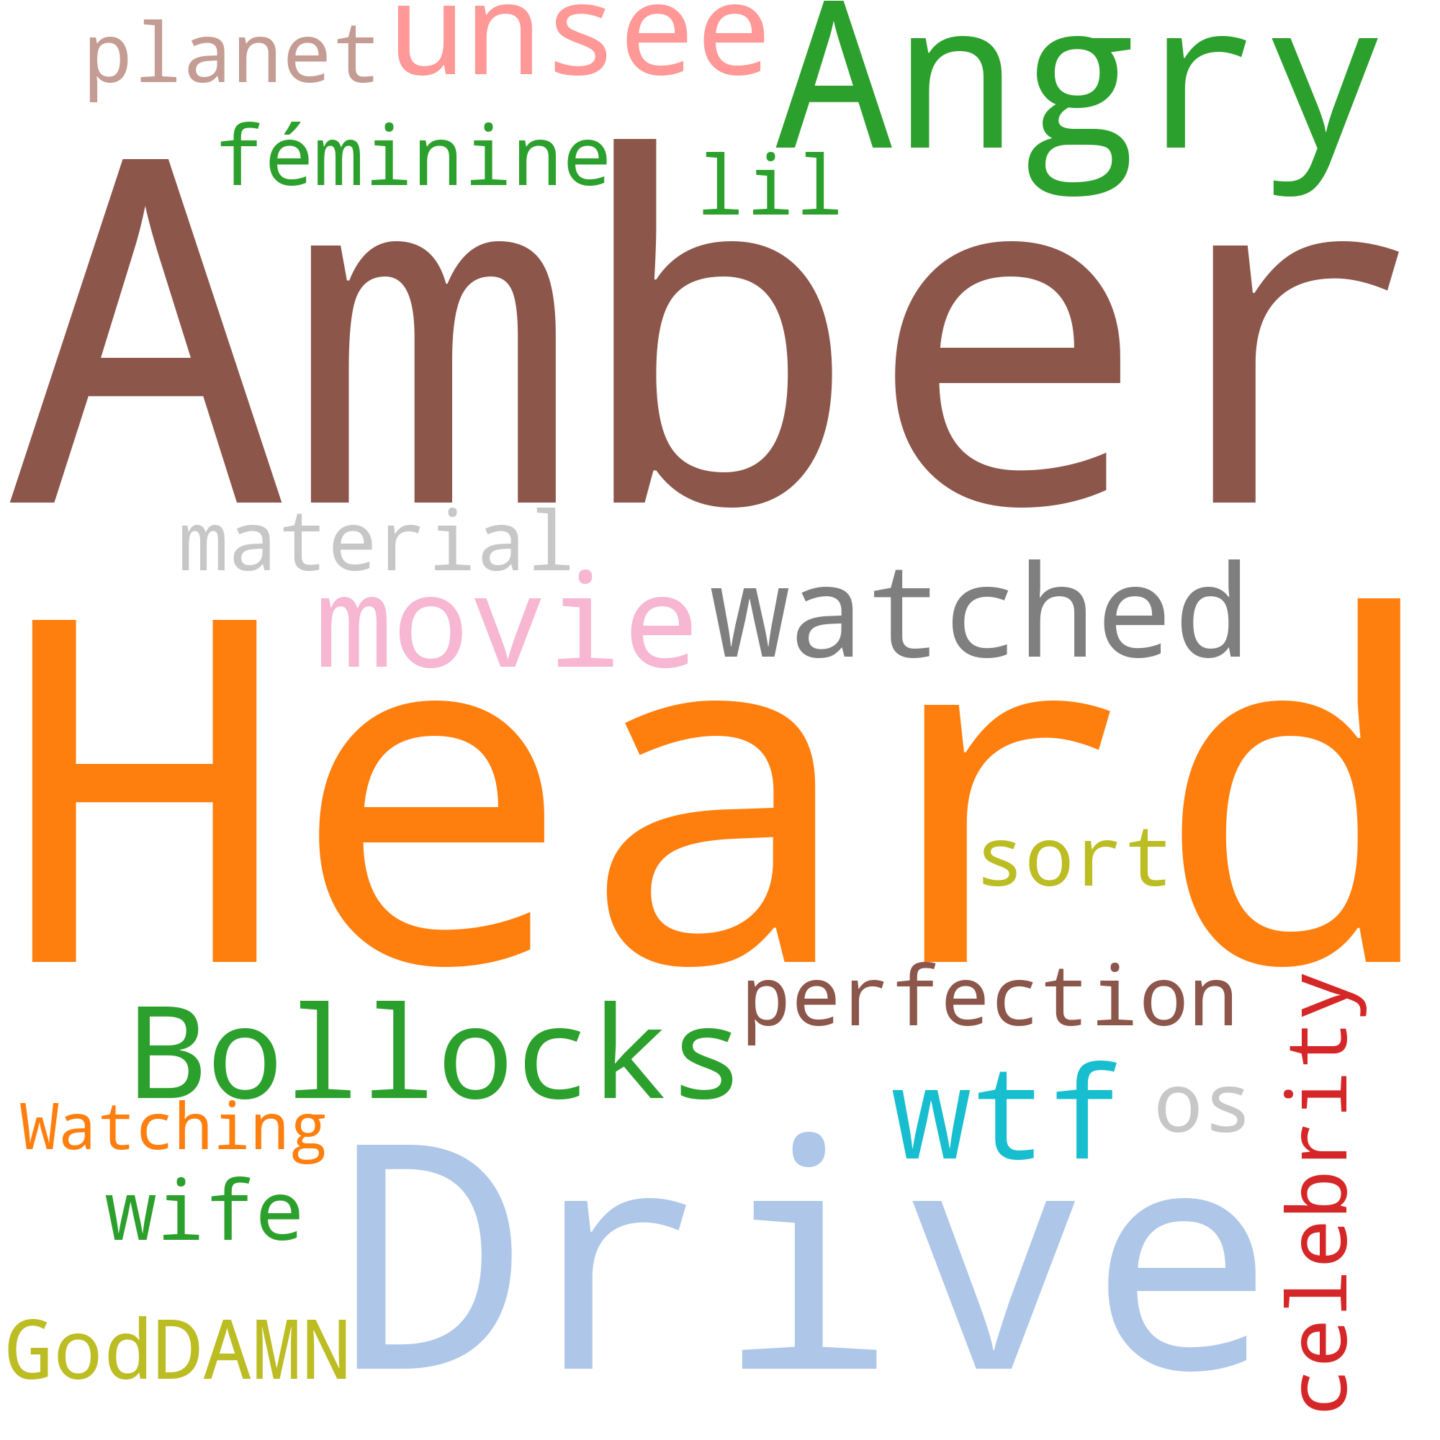 planet unsee Angry
féminine lil
Amber
material
movie watched
Heard
sort
perfection
Bollocks
celebrity
wtf os
Watching
Drive
wife
GodDAMN